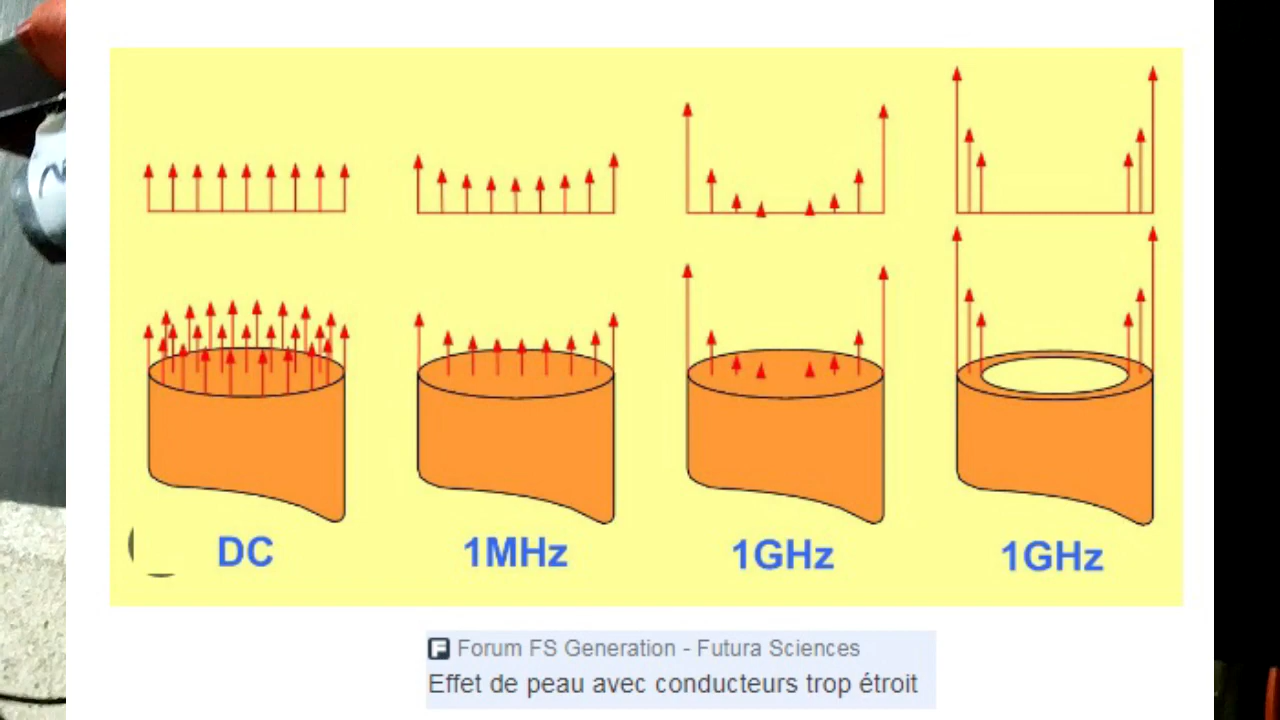 DC
1MHz
1GHz
1GHz
Forum FS Generation - Futura Sciences
Effet de peau avec conducteurs trop étroit